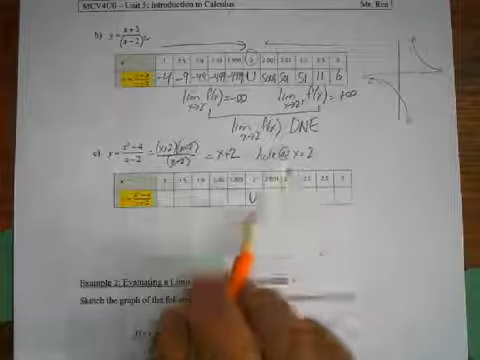 MCV4U0 – Unit 5: Introduction to Calculus Mr. Ren
b) y = x+3/(x-2)
x 1 1.5 1.9 1.99 1.999 2 2.001 2.01 2.1 2.5 3
-4 -9 -49 -499 -4999 U 5001 501 51 11 6
lim f(x) = -∞ lim f(x) = +∞
x→2⁻ x→2⁺
lim f(x) DNE
x→2
c) y = x²-4/x-2 = (x+2)(x-2)/(x-2) = x+2 hole @ x=2
1 1.5 1.9 1.99 1.999 2 2.001 2.5 3
U
Example 2: Evaluating a Limit
Sketch the graph of the